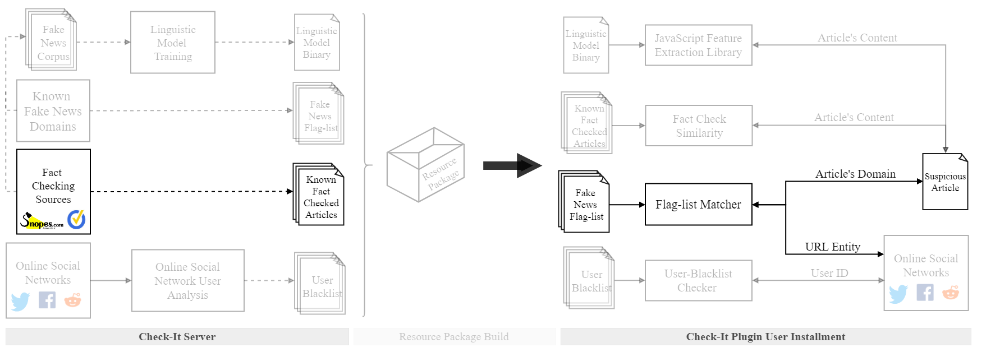 Fake
News
Corpus
Linguistic
Model
Training
Linguistic
Model
Binary
Known
Fake News
Domains
Fake
News
Flag-list
Fact
Checking
Sources
Snopes.com
Known
Fact
Checked
Articles
Online Social
Networks
Online Social
Network User
Analysis
User
Blacklist
Resource
Package
Linguistic
Model
Binary
JavaScript Feature
Extraction Library
Article's Content
Known
Fact
Checked
Articles
Fact Check
Similarity
Article's Content
Fake
News
Flag-list
Flag-list Matcher
Article's Domain
Suspicious
Article
URL Entity
User
Blacklist
User-Blacklist
Checker
User ID
Online Social
Networks
Check-It Server
Resource Package Build
Check-It Plugin User Installment